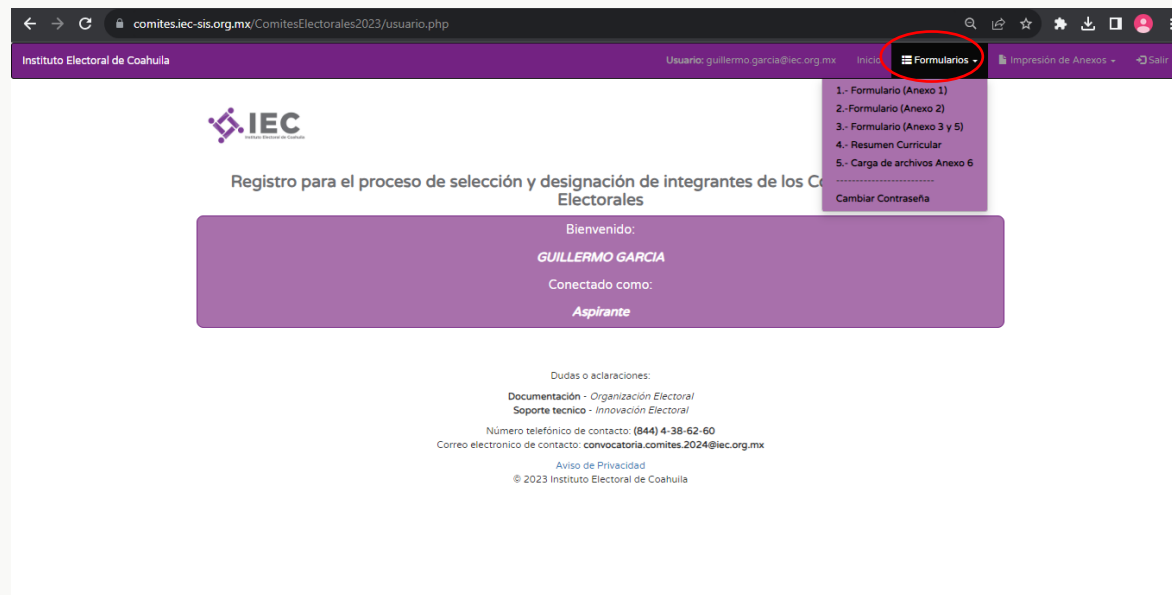 comites.iec-sis.org.mx/ComitesElectorales2023/usuario.php
Instituto Electoral de Coahuila
Usuario: guillermo.garcia@iec.org.mx
Inicio
Formularios
Impresión de Anexos
Salir
1.- Formulario (Anexo 1)
2.-Formulario (Anexo 2)
3.- Formulario (Anexo 3 y 5)
4.- Resumen Curricular
5.- Carga de archivos Anexo 6
-------------------------
Cambiar Contraseña
IEC
Instituto Electoral de Coahuila
Registro para el proceso de selección y designación de integrantes de los Co
Electorales
Bienvenido:
GUILLERMO GARCIA
Conectado como:
Aspirante
Dudas o aclaraciones:
Documentación - Organización Electoral
Soporte tecnico - Innovación Electoral
Número telefónico de contacto: (844) 4-38-62-60
Correo electronico de contacto: convocatoria.comites.2024@iec.org.mx
Aviso de Privacidad
© 2023 Instituto Electoral de Coahuila